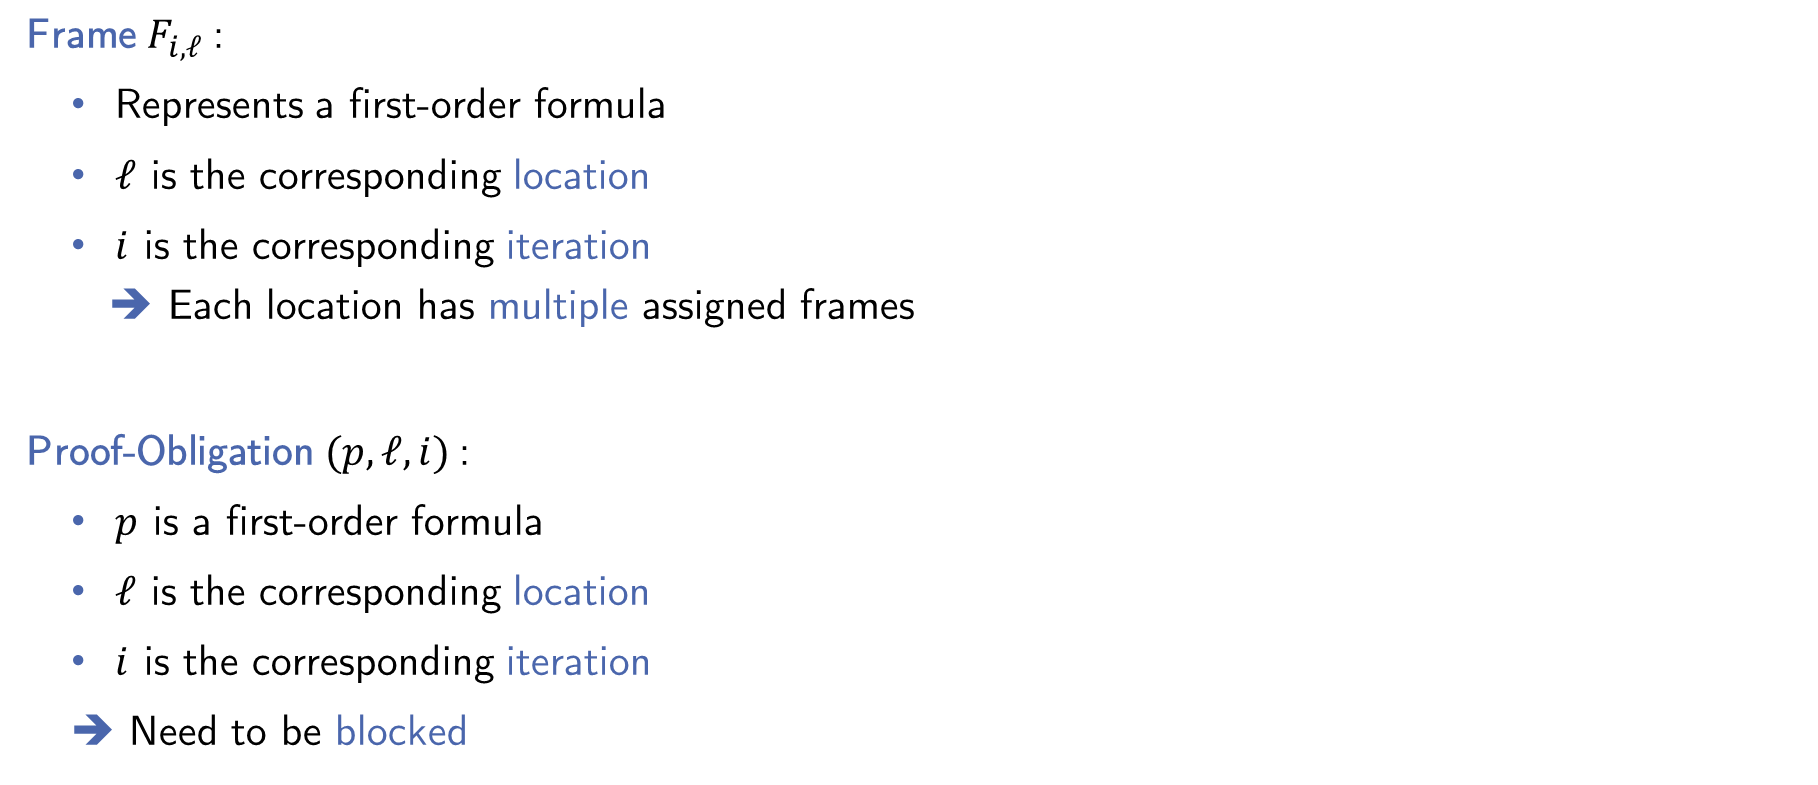 Frame F_{i,ℓ} :
• Represents a first-order formula
• ℓ is the corresponding location
• i is the corresponding iteration
➔ Each location has multiple assigned frames
Proof-Obligation (p, ℓ, i) :
• p is a first-order formula
• ℓ is the corresponding location
• i is the corresponding iteration
➔ Need to be blocked